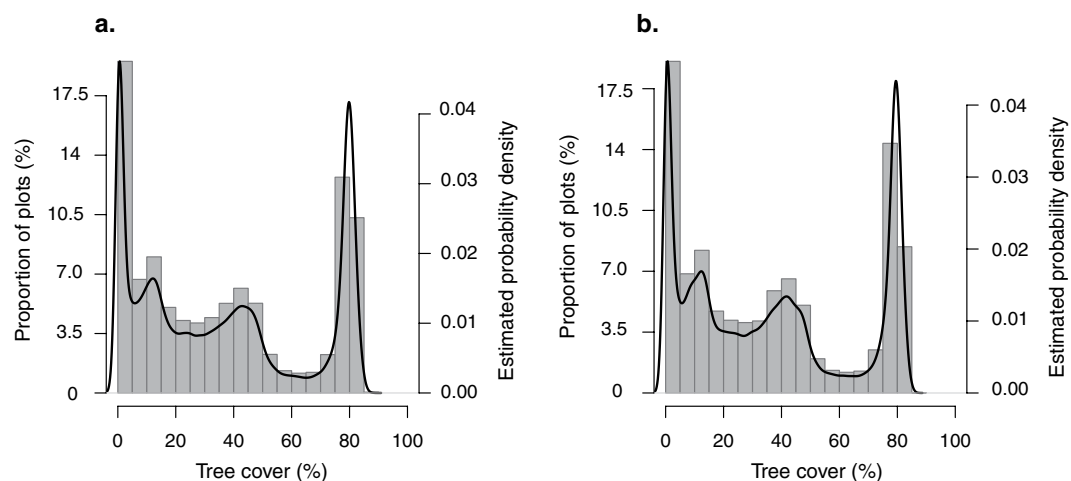 a.
Proportion of plots (%)
17.5
14
10.5
7.0
3.5
0
0.04
0.03
0.02
0.01
0.00
Estimated probability density
0 20 40 60 80 100
Tree cover (%)
b.
Proportion of plots (%)
17.5
14
10.5
7.0
3.5
0
0.04
0.03
0.02
0.01
0.00
Estimated probability density
0 20 40 60 80 100
Tree cover (%)